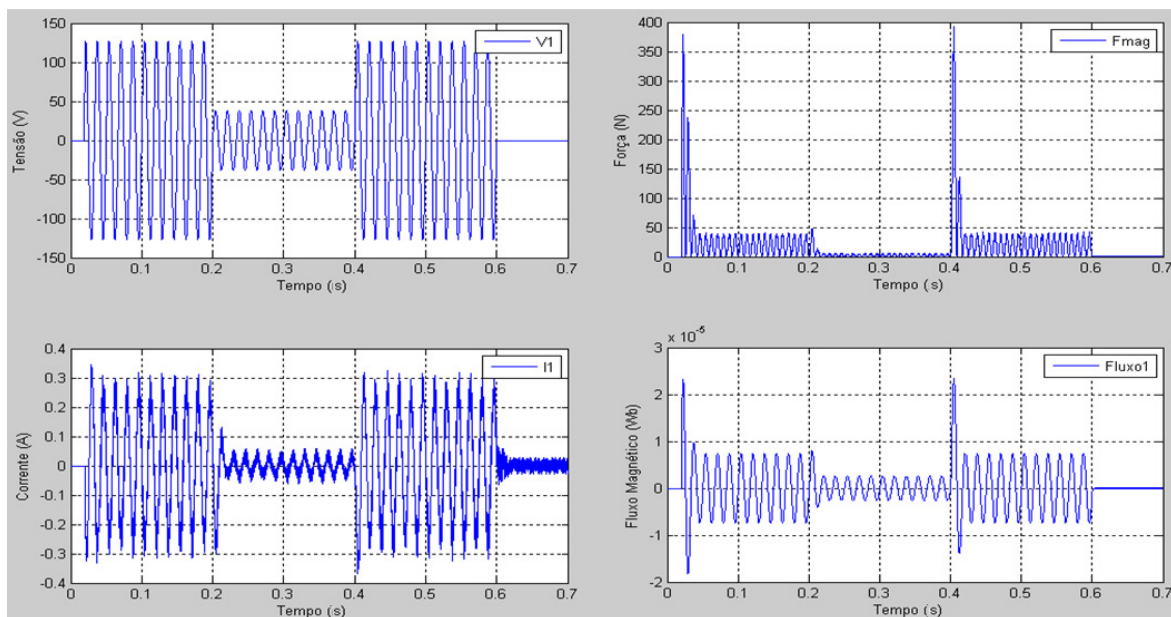 V1
Tensão (V)
150
100
50
0
-50
-100
-150
0 0.1 0.2 0.3 0.4 0.5 0.6 0.7
Tempo (s)
Fmag
Força (N)
400
350
300
250
200
150
100
50
0
0 0.1 0.2 0.3 0.4 0.5 0.6 0.7
Tempo (s)
I1
Corrente (A)
0.4
0.3
0.2
0.1
0
-0.1
-0.2
-0.3
-0.4
0 0.1 0.2 0.3 0.4 0.5 0.6 0.7
Tempo (s)
x 10⁻⁵
Fluxo1
Fluxo Magnético (Wb)
3
2
1
0
-1
-2
0 0.1 0.2 0.3 0.4 0.5 0.6 0.7
Tempo (s)